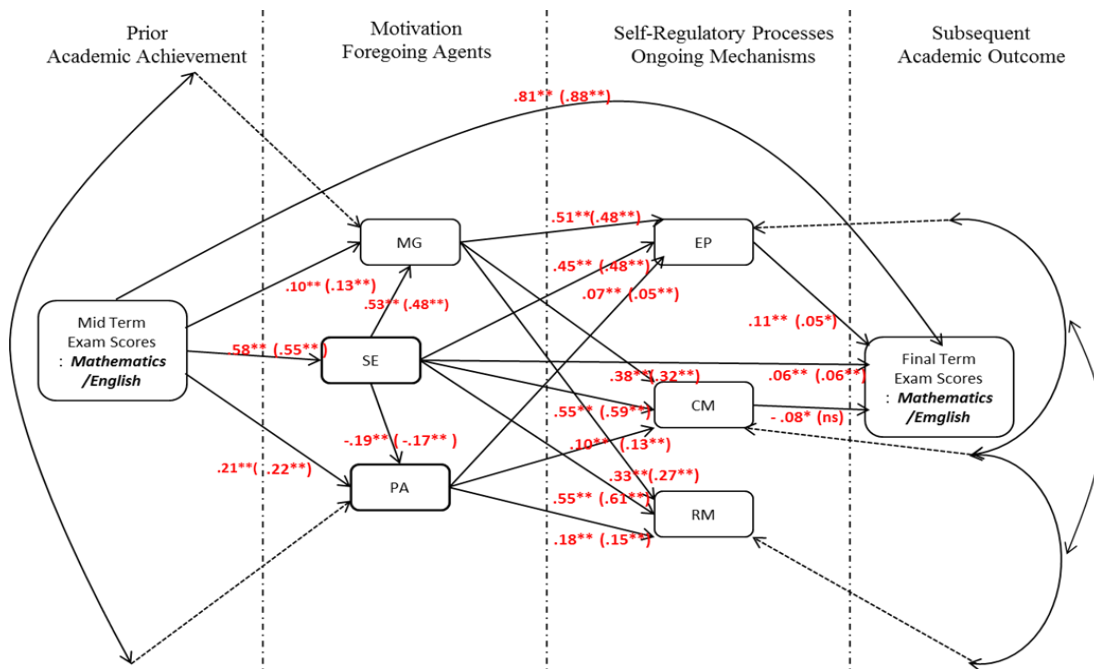 Prior
Academic Achievement
Motivation
Foregoing Agents
Self-Regulatory Processes
Ongoing Mechanisms
Subsequent
Academic Outcome
.81** (.88**)
MG
.51**(.48**)
EP
.45** (.48**)
.10** (.13**)
.53** (.48**)
.07** (.05**)
Mid Term
Exam Scores
: Mathematics
/English
.11** (.05*)
.58** (.55**)
SE
.38**(.32**)
.06** (.06**)
Final Term
Exam Scores
: Mathematics
/Emglish
.55** (.59**)
CM
- .08* (ns)
-.19** ( -.17** )
.10** (.13**)
.21**( .22**)
PA
.33**(.27**)
.55** (.61**)
RM
.18** (.15**)